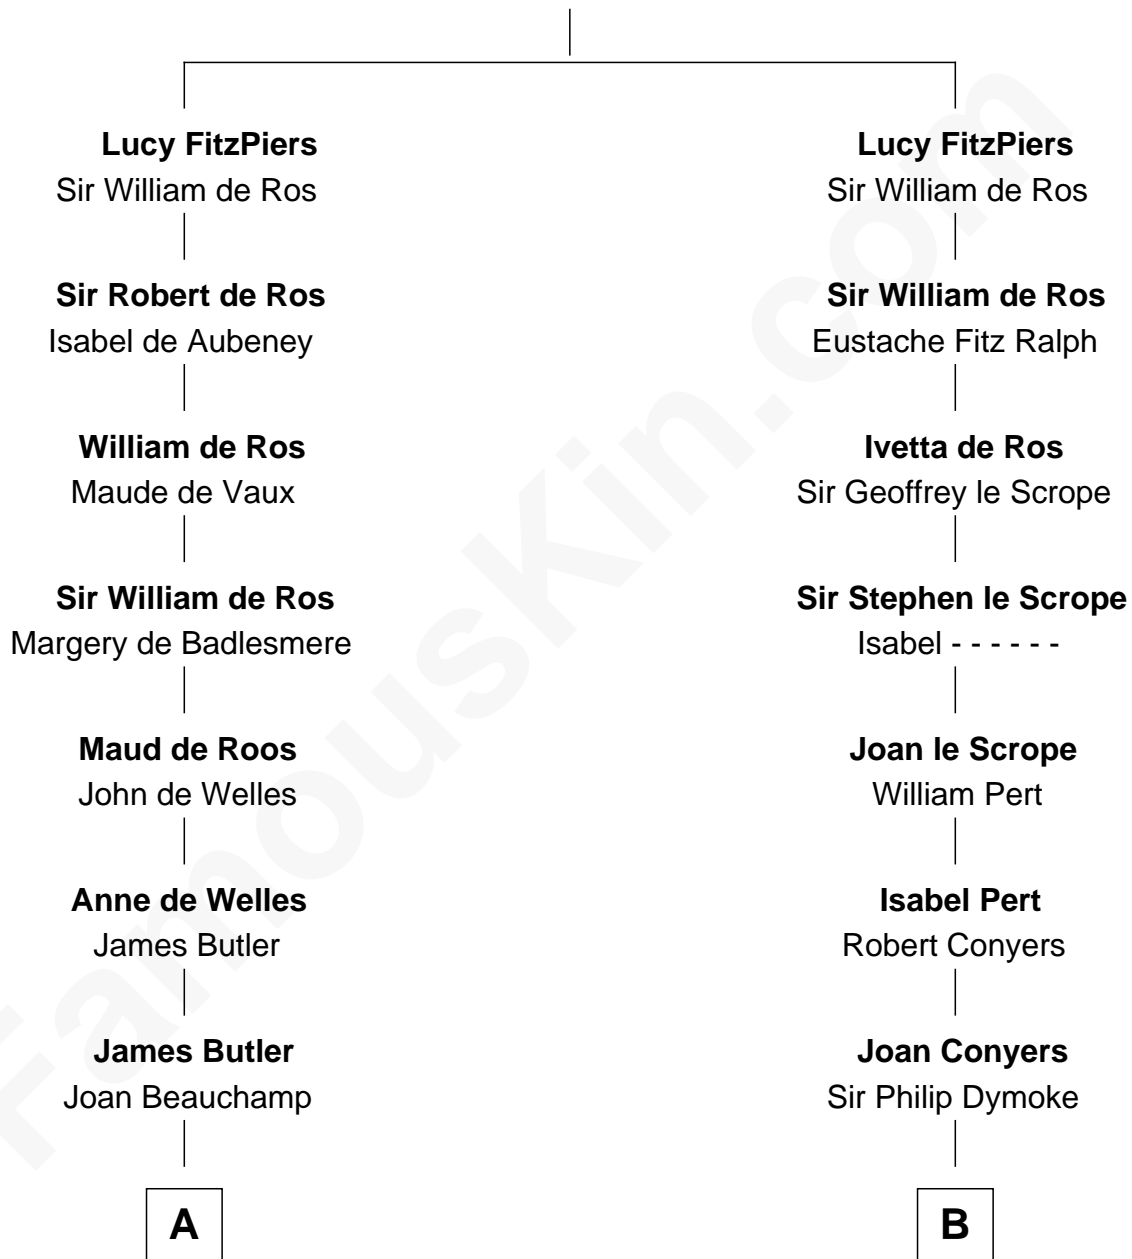 Lucy FitzPiers
Sir William de Ros
Sir Robert de Ros
Isabel de Aubeney
William de Ros
Maude de Vaux
Sir William de Ros
Margery de Badlesmere
Maud de Roos
John de Welles
Anne de Welles
James Butler
James Butler
Joan Beauchamp
A
Lucy FitzPiers
Sir William de Ros
Sir William de Ros
Eustache Fitz Ralph
Ivetta de Ros
Sir Geoffrey le Scrope
Sir Stephen le Scrope
Isabel - - - - - -
Joan le Scrope
William Pert
Isabel Pert
Robert Conyers
Joan Conyers
Sir Philip Dymoke
B
FamousKin.com